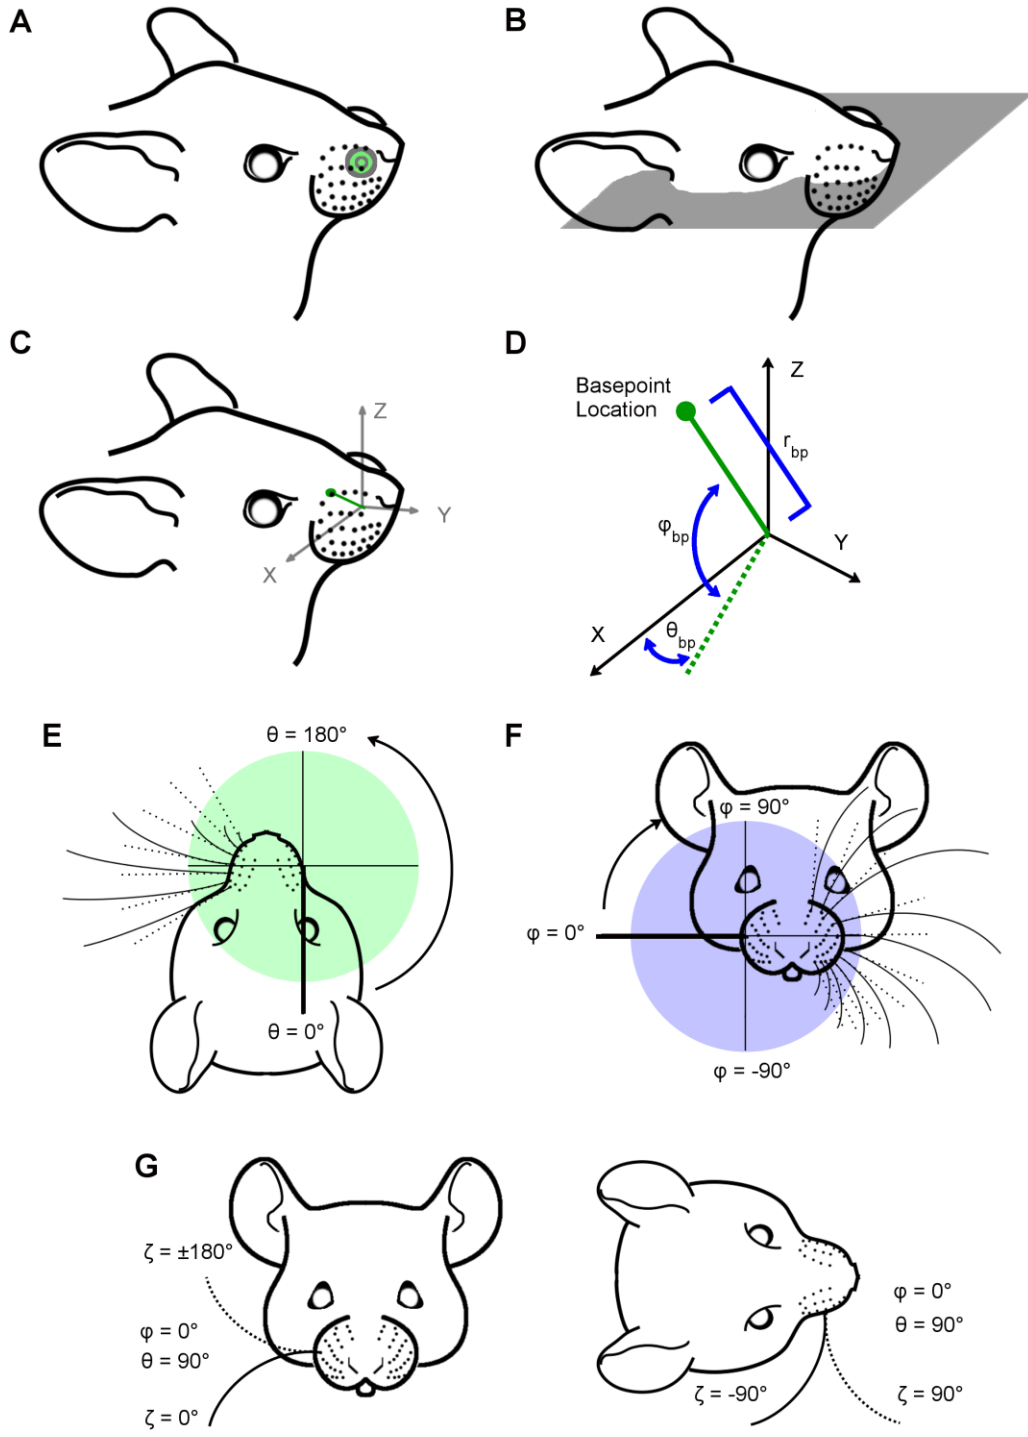 A
B
C
Z
Y
X
D
Basepoint
Location
Z
r_bp
φ_bp
Y
X
θ_bp
E
θ = 180°
θ = 0°
F
φ = 90°
φ = 0°
φ = -90°
G
ζ = ±180°
φ = 0°
θ = 90°
ζ = 0°
φ = 0°
θ = 90°
ζ = -90°
ζ = 90°